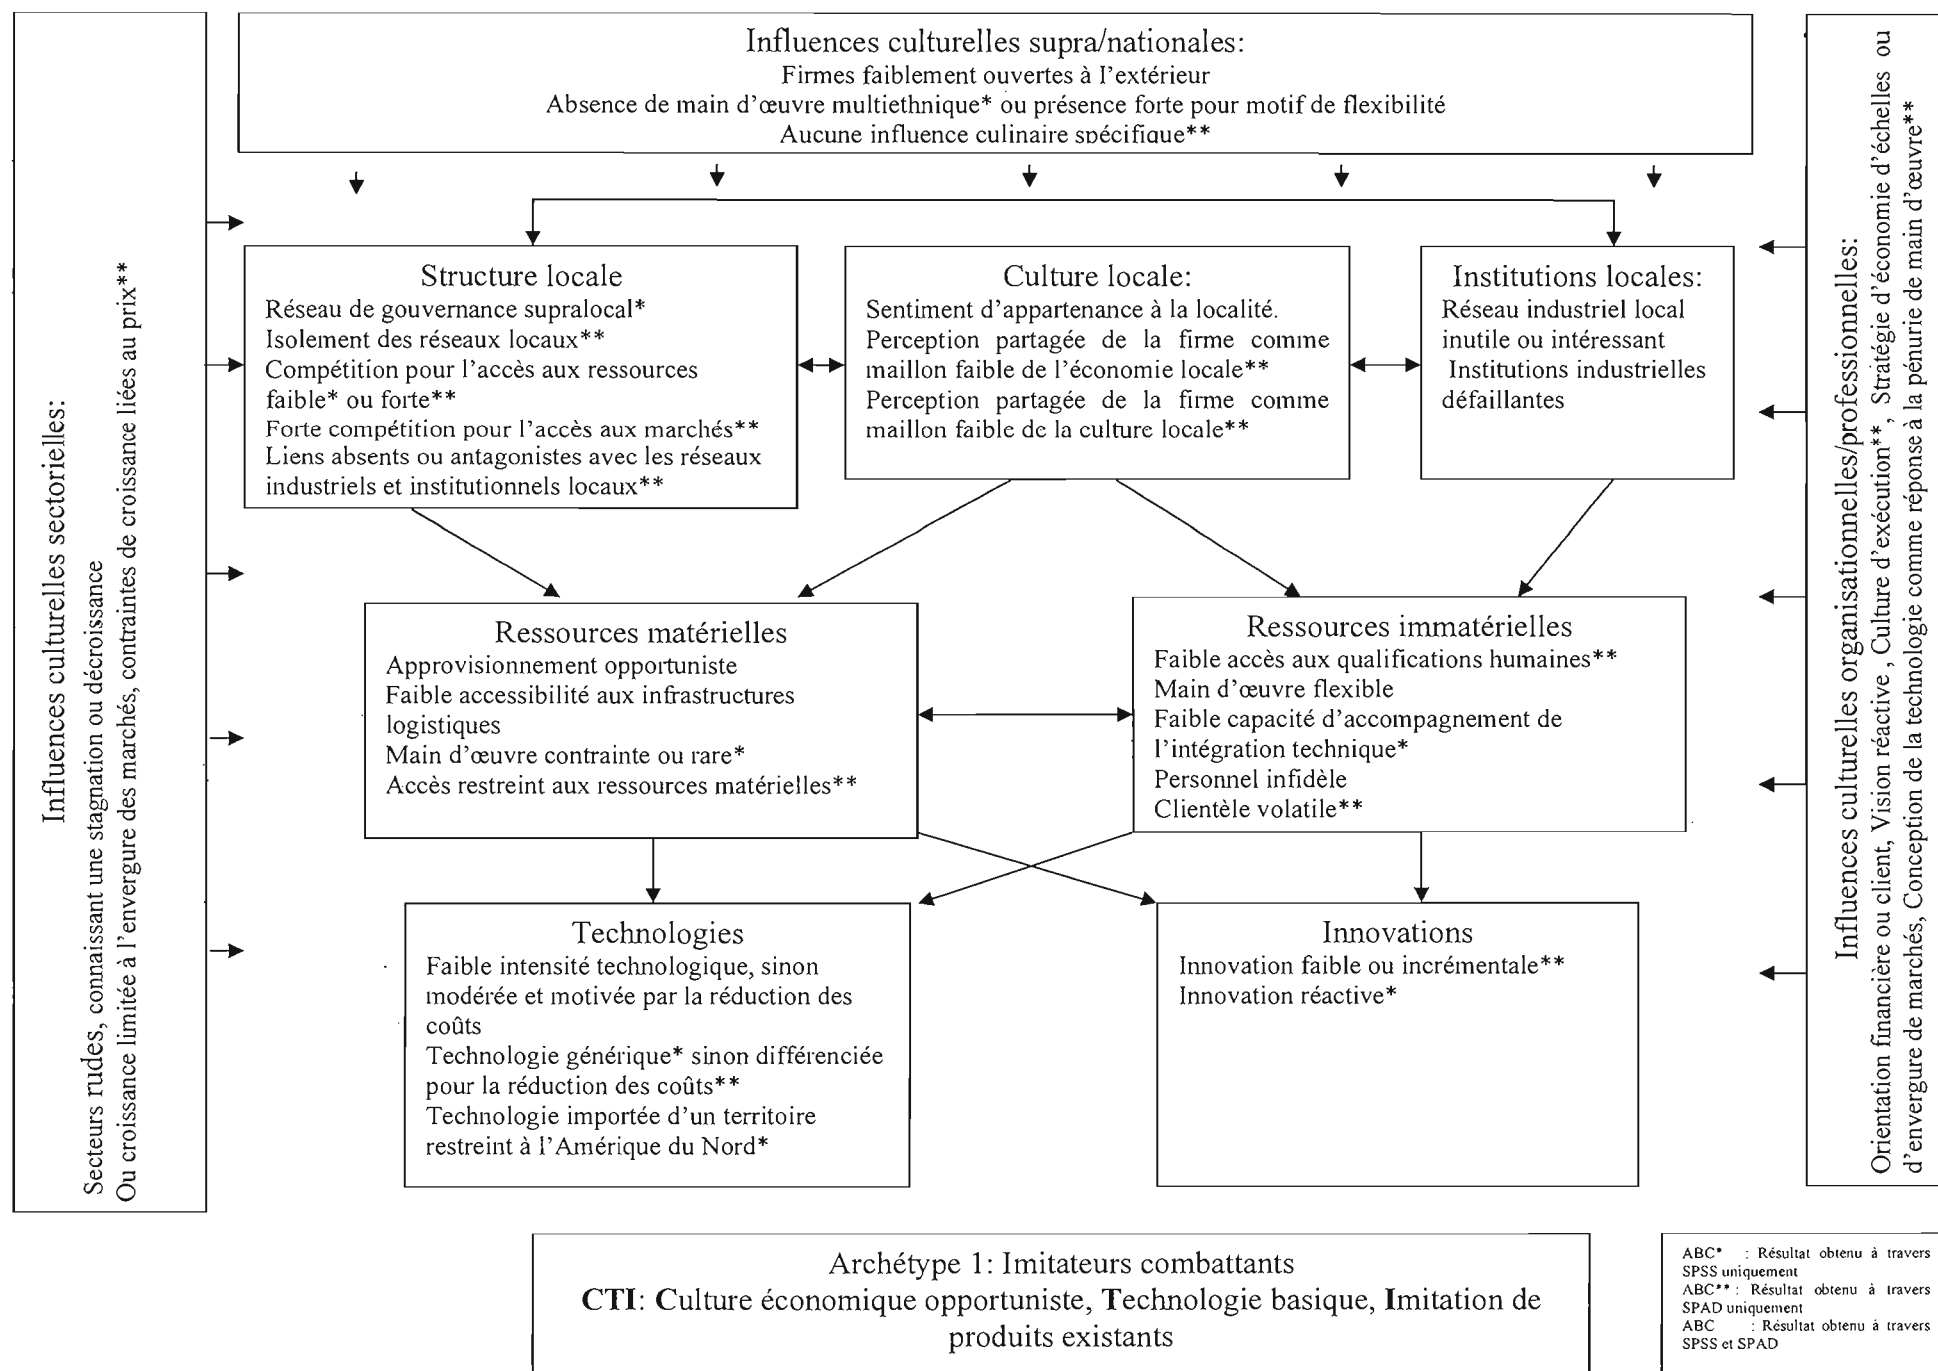 Influences culturelles supra/nationales:
Firmes faiblement ouvertes à l'extérieur
Absence de main d'œuvre multiethnique* ou présence forte pour motif de flexibilité
Aucune influence culinaire spécifique**
Influences culturelles sectorielles:
Secteurs rudes, connaissant une stagnation ou décroissance
Ou croissance limitée à l'envergure des marchés, contraintes de croissance liées au prix**
Structure locale
Réseau de gouvernance supralocal*
Isolement des réseaux locaux**
Compétition pour l'accès aux ressources
faible* ou forte**
Forte compétition pour l'accès aux marchés**
Liens absents ou antagonistes avec les réseaux
industriels et institutionnels locaux**
Culture locale:
Sentiment d'appartenance à la localité.
Perception partagée de la firme comme
maillon faible de l'économie locale**
Perception partagée de la firme comme
maillon faible de la culture locale**
Institutions locales:
Réseau industriel local
inutile ou intéressant
Institutions industrielles
défaillantes
Influences culturelles organisationnelles/professionnelles:
Orientation financière ou client, Vision réactive, Culture d'exécution**, Stratégie d'économie d'échelles ou
d'envergure de marchés, Conception de la technologie comme réponse à la pénurie de main d'œuvre**
Ressources matérielles
Approvisionnement opportuniste
Faible accessibilité aux infrastructures
logistiques
Main d'œuvre contrainte ou rare*
Accès restreint aux ressources matérielles**
Ressources immatérielles
Faible accès aux qualifications humaines**
Main d'œuvre flexible
Faible capacité d'accompagnement de
l'intégration technique*
Personnel infidèle
Clientèle volatile**
Technologies
Faible intensité technologique, sinon
modérée et motivée par la réduction des
coûts
Technologie générique* sinon différenciée
pour la réduction des coûts**
Technologie importée d'un territoire
restreint à l'Amérique du Nord*
Innovations
Innovation faible ou incrémentale**
Innovation réactive*
Archétype 1: Imitateurs combattants
CTI: Culture économique opportuniste, Technologie basique, Imitation de
produits existants
ABC* : Résultat obtenu à travers
SPSS uniquement
ABC** : Résultat obtenu à travers
SPAD uniquement
ABC : Résultat obtenu à travers
SPSS et SPAD